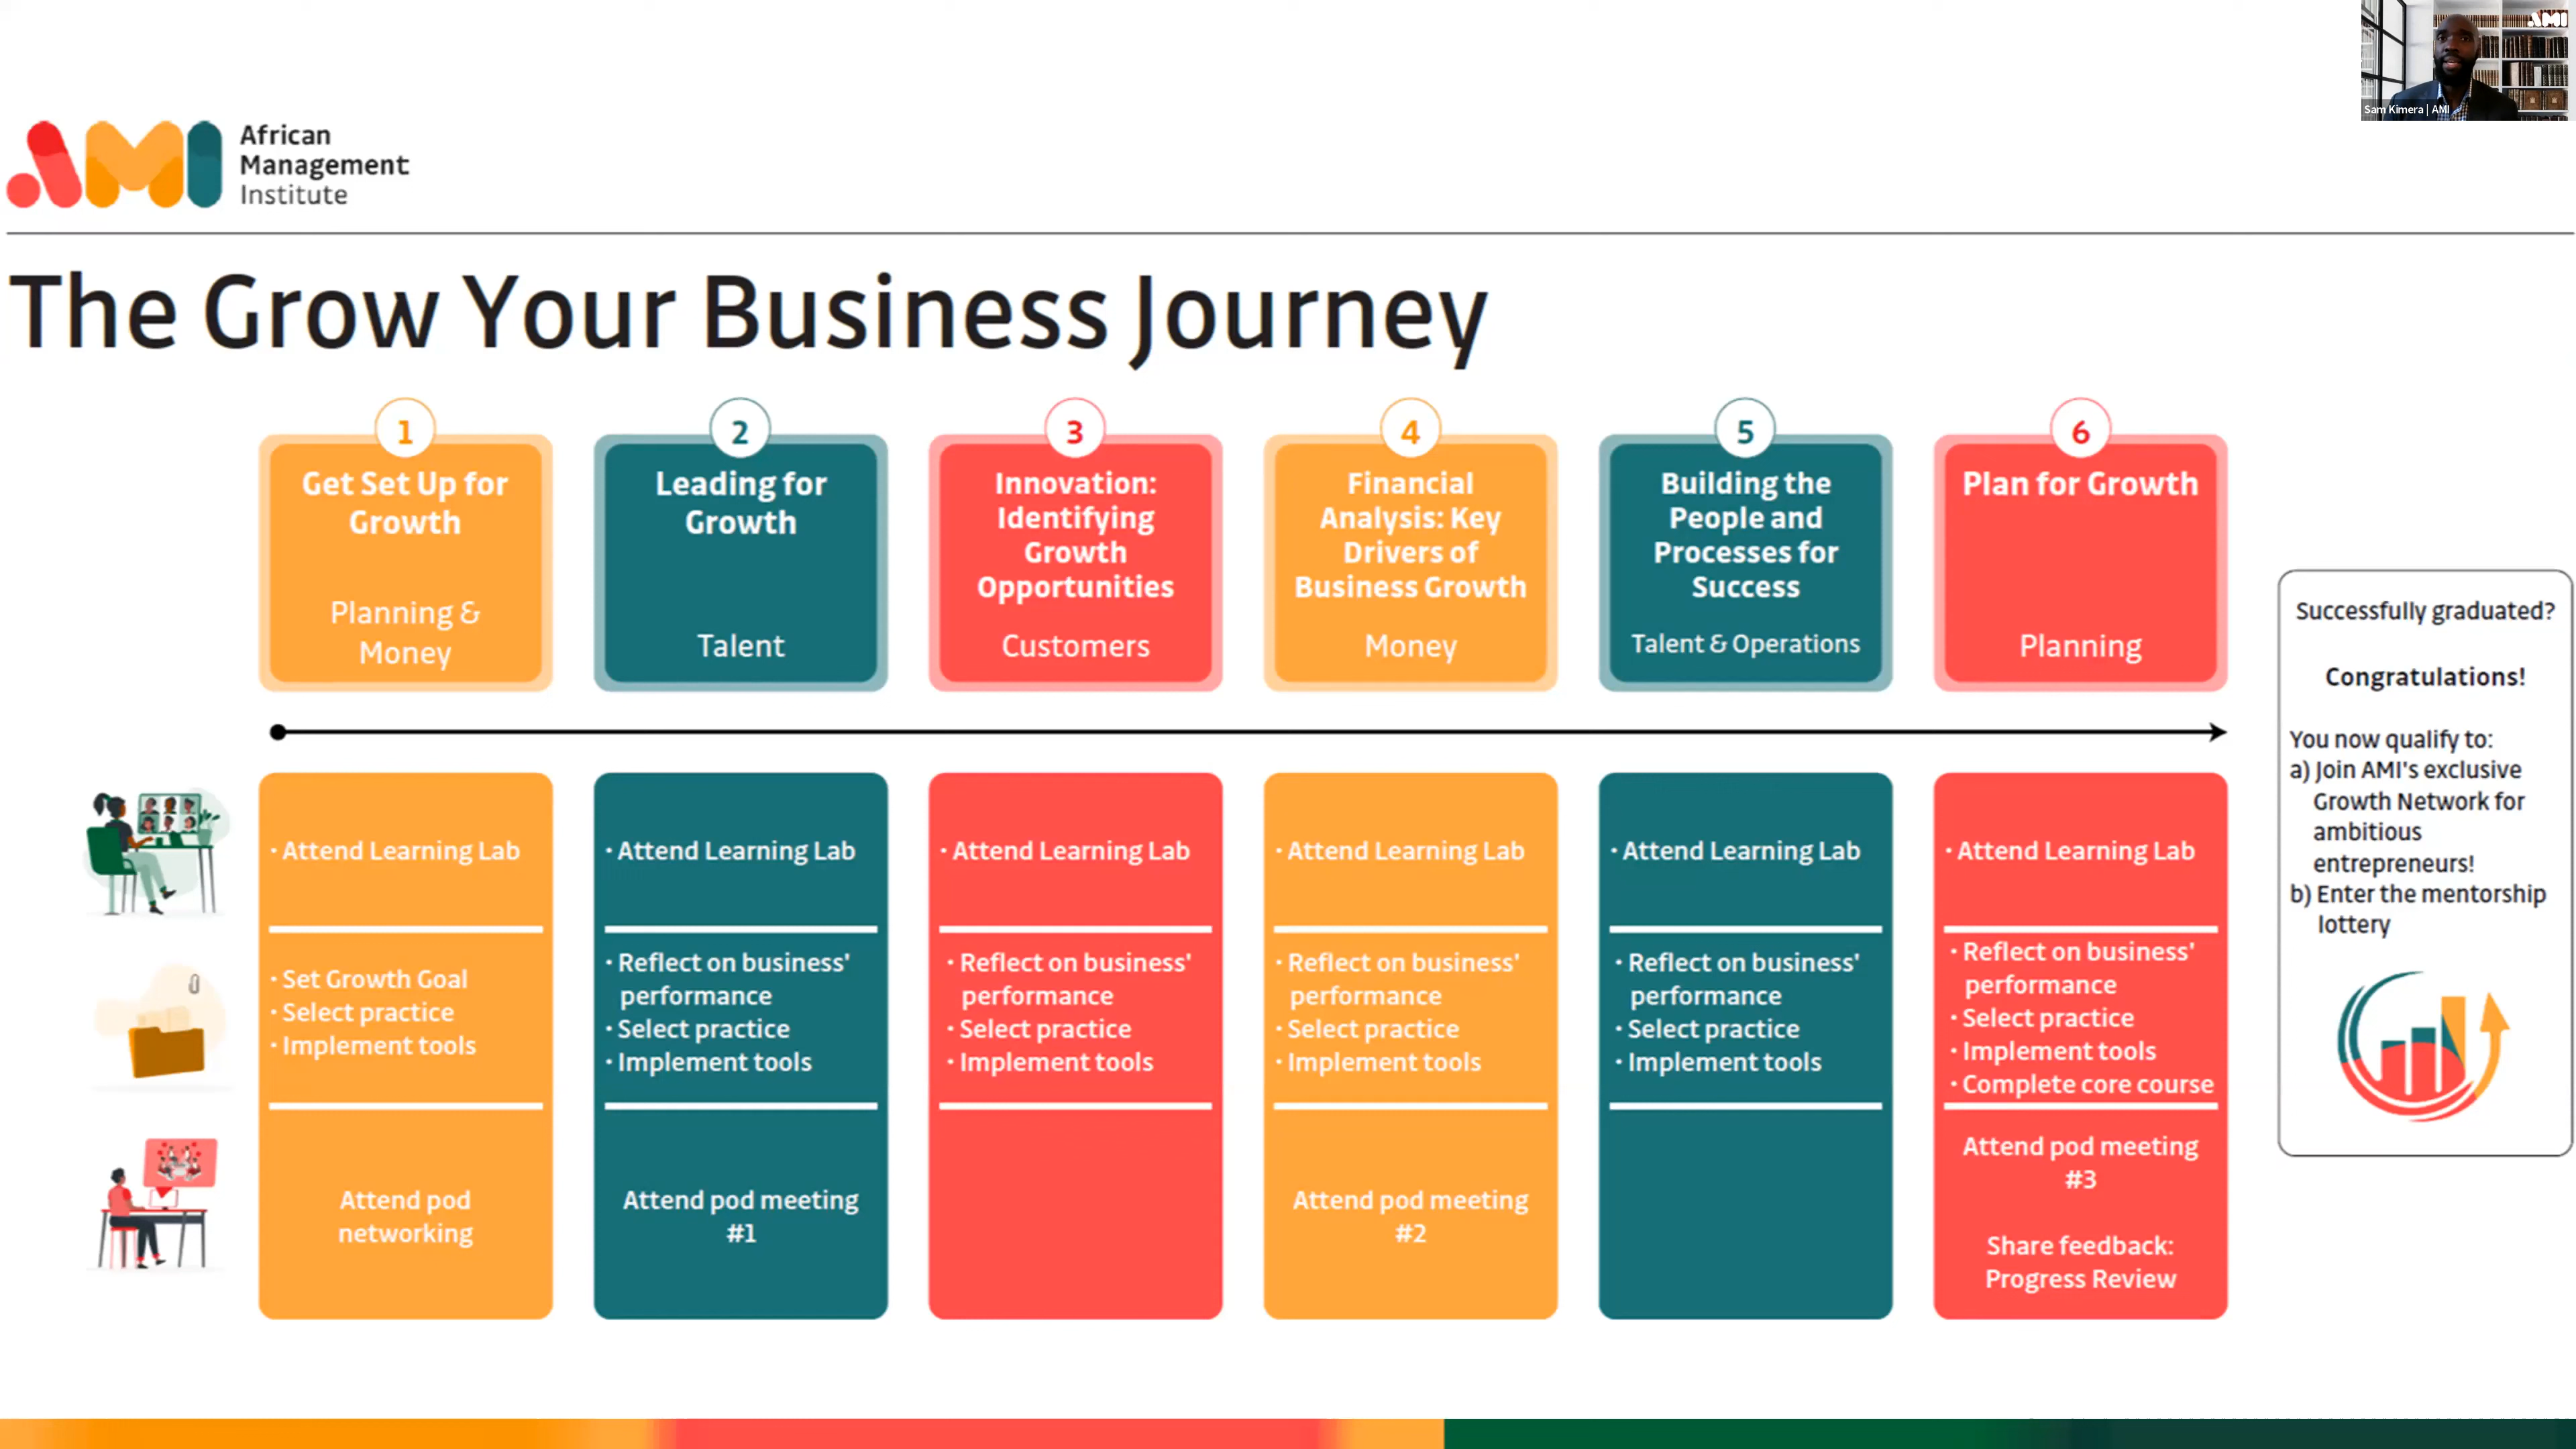 AMI
Sam Kimera | AMI
AMI
African
Management
Institute
The Grow Your Business Journey
1
Get Set Up for
Growth
Planning &
Money
2
Leading for
Growth
Talent
3
Innovation:
Identifying
Growth
Opportunities
Customers
4
Financial
Analysis: Key
Drivers of
Business Growth
Money
5
Building the
People and
Processes for
Success
Talent & Operations
6
Plan for Growth
Planning
· Attend Learning Lab
· Set Growth Goal
· Select practice
· Implement tools
Attend pod
networking
· Attend Learning Lab
· Reflect on business'
performance
· Select practice
· Implement tools
Attend pod meeting
#1
· Attend Learning Lab
· Reflect on business'
performance
· Select practice
· Implement tools
· Attend Learning Lab
· Reflect on business'
performance
· Select practice
· Implement tools
Attend pod meeting
#2
· Attend Learning Lab
· Reflect on business'
performance
· Select practice
· Implement tools
· Attend Learning Lab
· Reflect on business'
performance
· Select practice
· Implement tools
· Complete core course
Attend pod meeting
#3
Share feedback:
Progress Review
Successfully graduated?
Congratulations!
You now qualify to:
a) Join AMI's exclusive
Growth Network for
ambitious
entrepreneurs!
b) Enter the mentorship
lottery